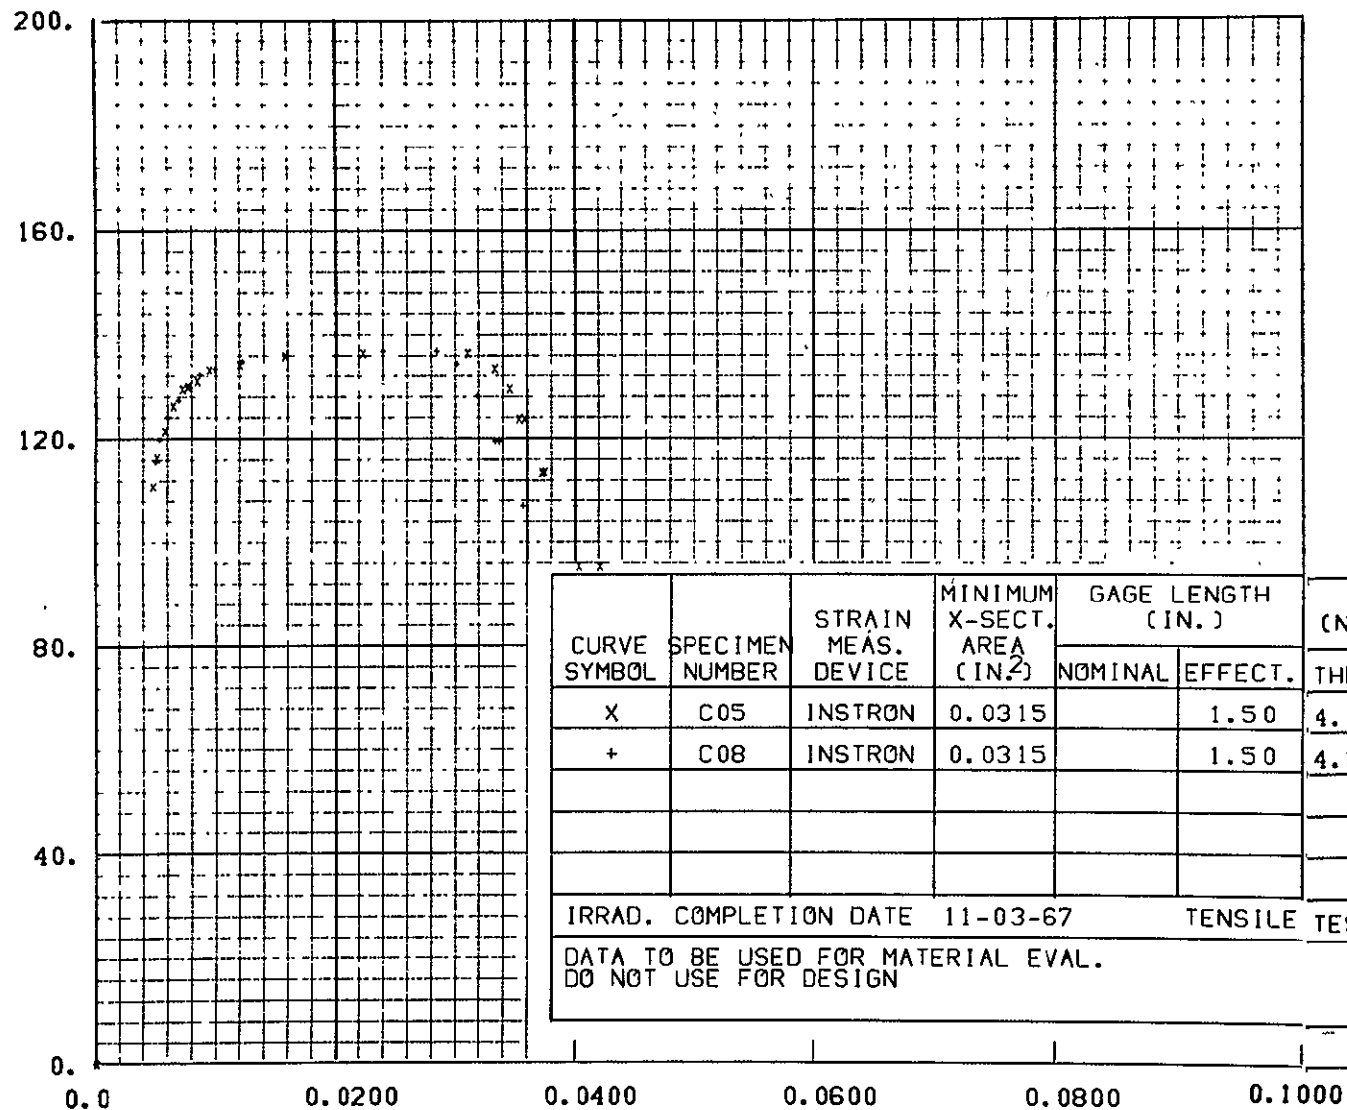 200.
160.
120.
80.
40.
0.
0.0 0.0200 0.0400 0.0600 0.0800 0.1000
CURVE SYMBOL SPECIMEN NUMBER STRAIN MEAS. DEVICE MINIMUM X-SECT. AREA (IN.2) GAGE LENGTH (IN.) NOMINAL EFFECT.
X C05 INSTRON 0.0315 1.50 4.
+ C08 INSTRON 0.0315 1.50 4.
IRRAD. COMPLETION DATE 11-03-67 TENSILE TES
DATA TO BE USED FOR MATERIAL EVAL.
DO NOT USE FOR DESIGN